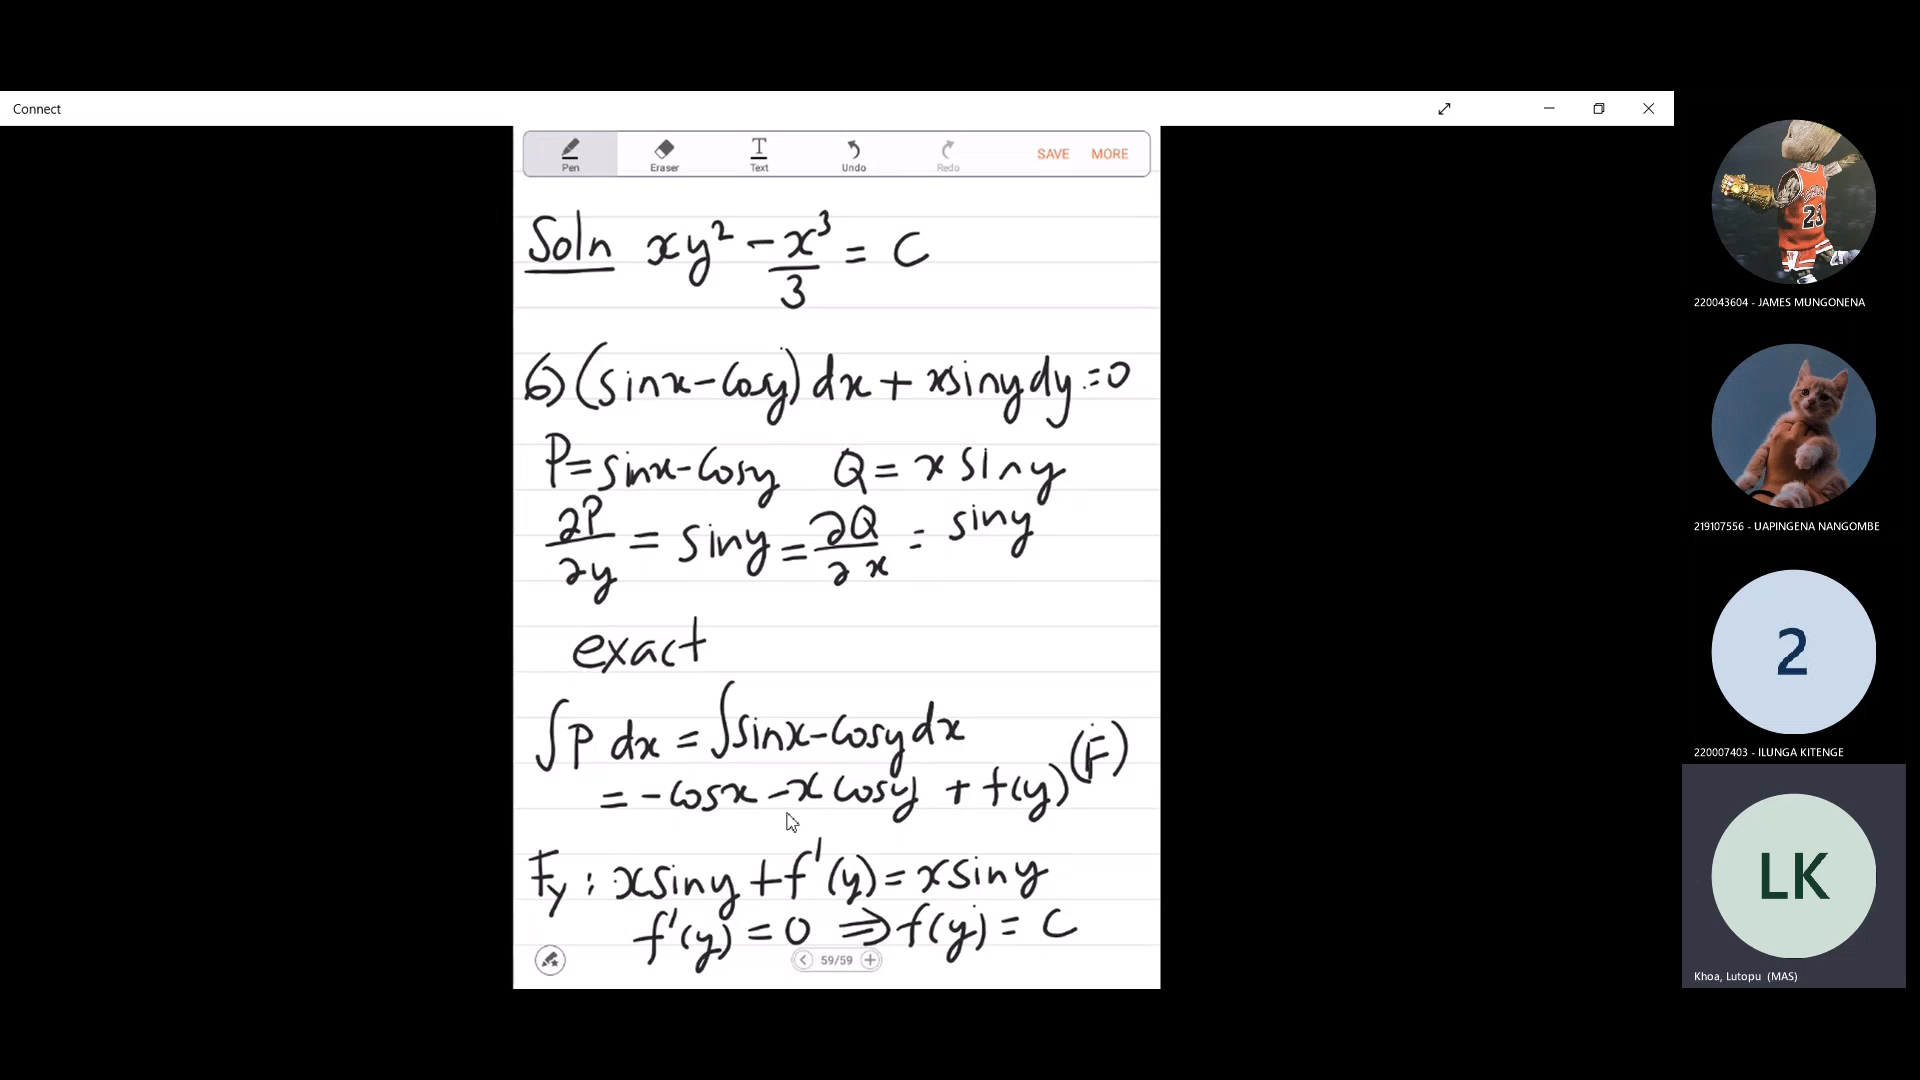 Connect
Pen Eraser Text Undo Redo SAVE MORE
Soln xy² - x³/3 = C
6) (sinx - Cosy) dx + xsiny dy = 0
P = sinx - Cosy Q = x siny
∂P/∂y = siny = ∂Q/∂x = siny
exact
∫P dx = ∫sinx - Cosy dx
= - cosx - x Cosy + f(y) (F)
Fy : xsiny + f'(y) = xsiny
f'(y) = 0 ⇒ f(y) = C
59/59
23
220043604 - JAMES MUNGONENA
219107556 - UAPINGENA NANGOMBE
2
220007403 - ILUNGA KITENGE
LK
Khoa, Lutopu (MAS)